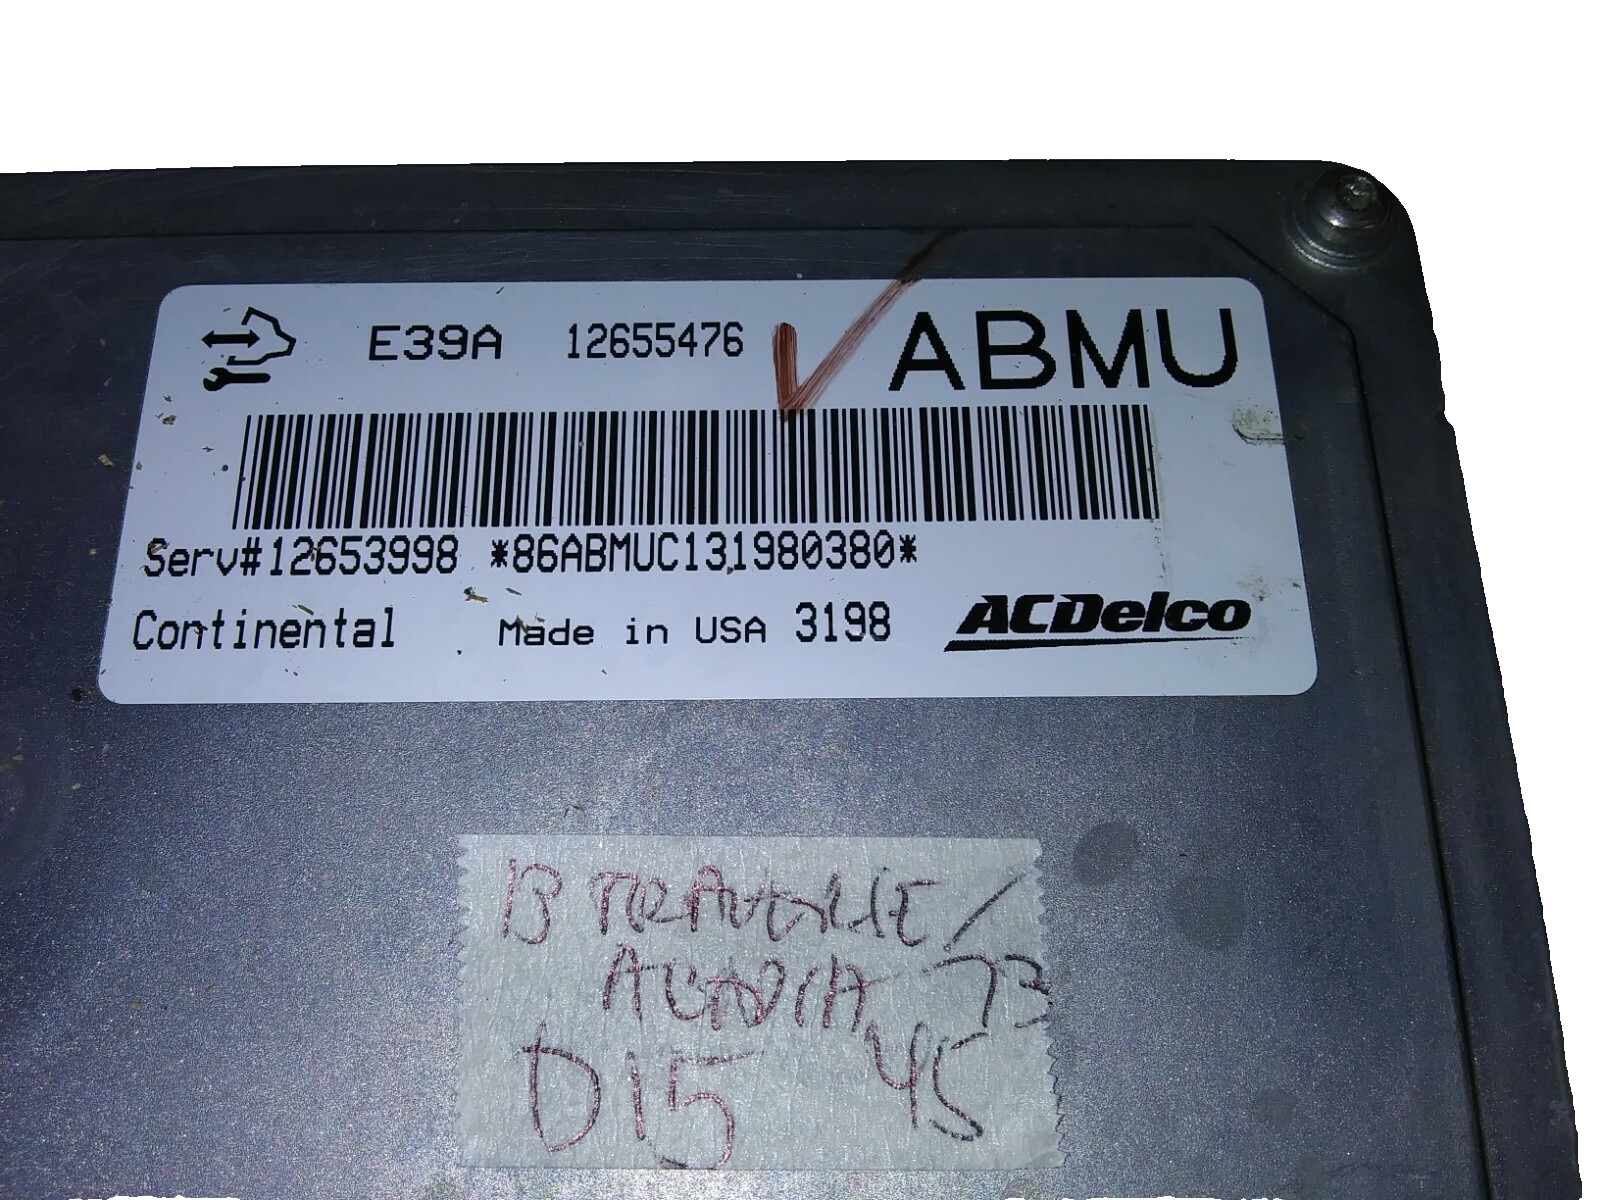 E39A 12655476 ABMU
Serv#12653998 *86ABMUC131980380*
Continental Made in USA 3198 ACDelco
13 TRAVERSE/
ACADIA 73
D15 45